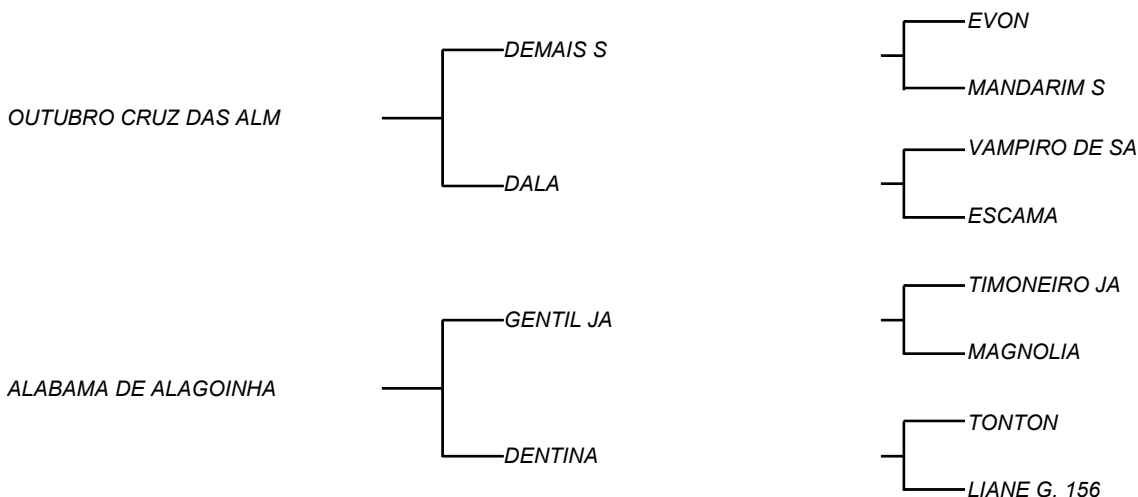 EVON
DEMAIS S
MANDARIM S
OUTUBRO CRUZ DAS ALM
VAMPIRO DE SA
DALA
ESCAMA
TIMONEIRO JA
GENTIL JA
MAGNOLIA
ALABAMA DE ALAGOINHA
TONTON
DENTINA
LIANE G. 156